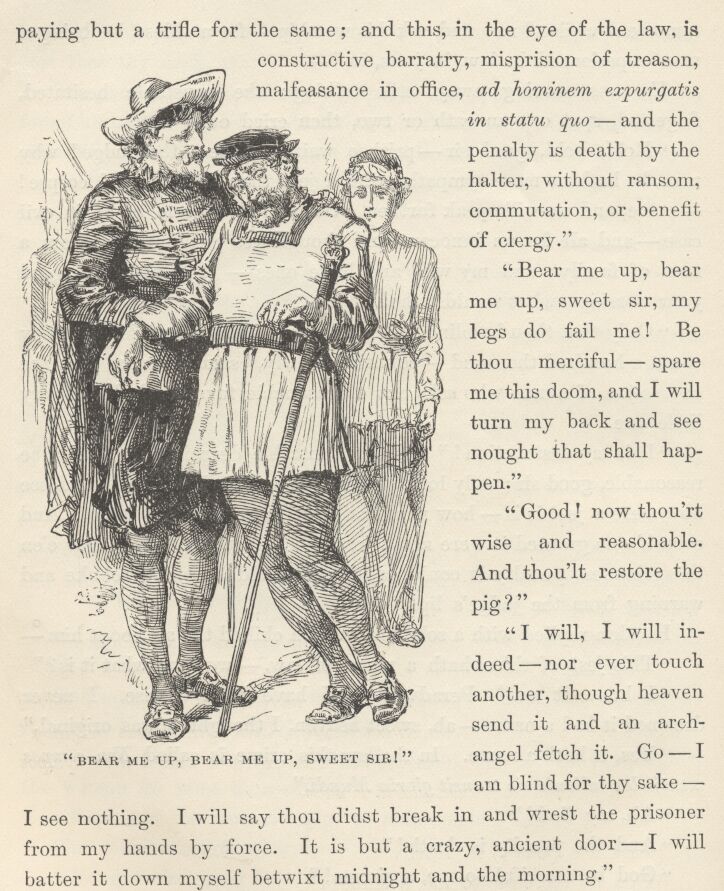 paying but a trifle for the same; and this, in the eye of the law, is
constructive barratry, misprision of treason,
malfeasance in office, ad hominem expurgatis
in statu quo—and the
penalty is death by the
halter, without ransom,
commutation, or benefit
of clergy."
"Bear me up, bear
me up, sweet sir, my
legs do fail me! Be
thou merciful — spare
me this doom, and I will
turn my back and see
nought that shall hap-
pen."
"Good! now thou'rt
wise and reasonable.
And thou'lt restore the
pig?"
"I will, I will in-
deed—nor ever touch
another, though heaven
send it and an arch-
angel fetch it. Go—I
am blind for thy sake—
"BEAR ME UP, BEAR ME UP, SWEET SIR!"
I see nothing. I will say thou didst break in and wrest the prisoner
from my hands by force. It is but a crazy, ancient door—I will
batter it down myself betwixt midnight and the morning."